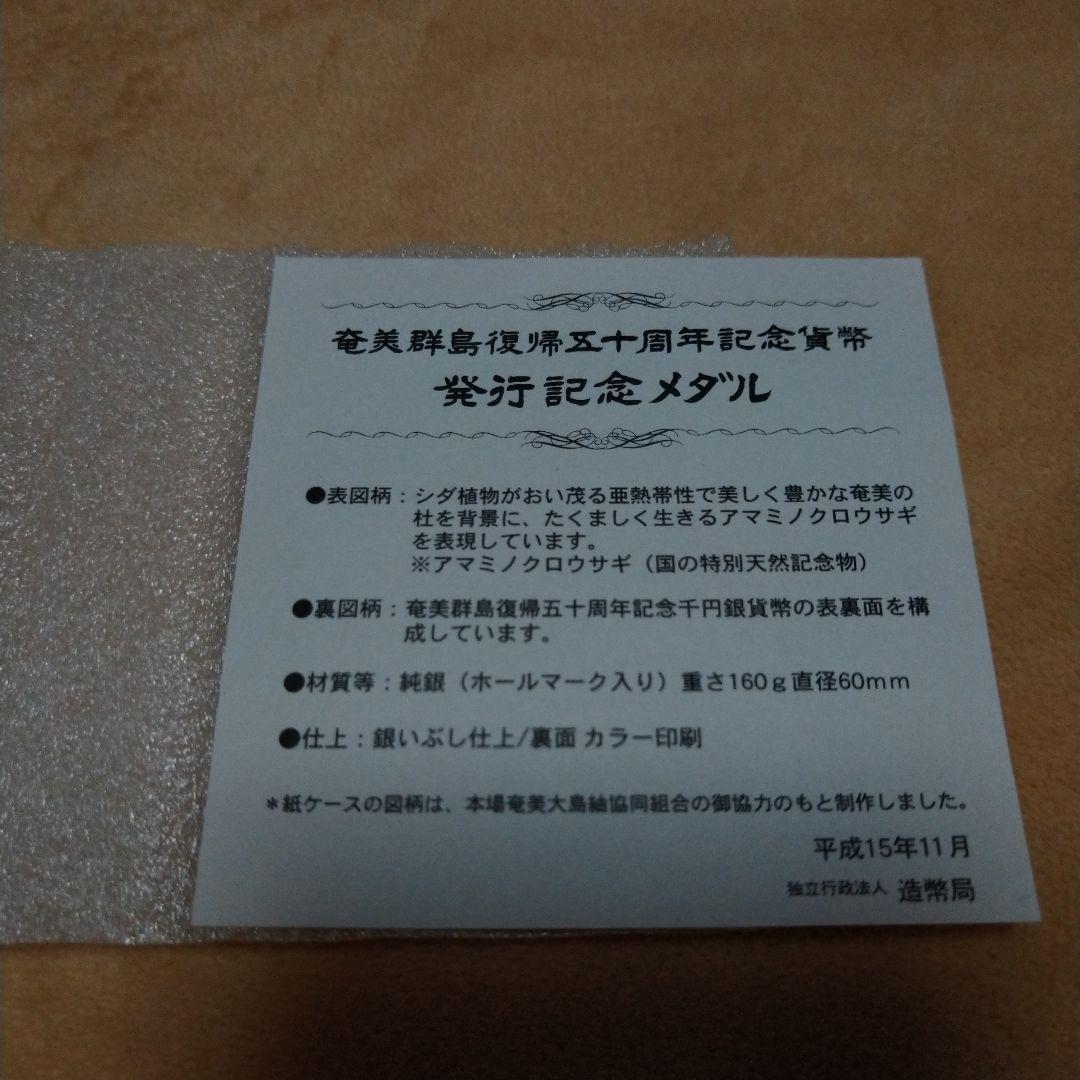 奄美群島復帰五十周年記念貨幣
発行記念メダル
●表図柄：シダ植物がおい茂る亜熱帯性で美しく豊かな奄美の
杜を背景に、たくましく生きるアマミノクロウサギ
を表現しています。
※アマミノクロウサギ（国の特別天然記念物）
●裏図柄：奄美群島復帰五十周年記念千円銀貨幣の表裏面を構
成しています。
●材質等：純銀（ホールマーク入り）重さ160ｇ直径60mm
●仕上：銀いぶし仕上/裏面 カラー印刷
＊紙ケースの図柄は、本場奄美大島紬協同組合の御協力のもと制作しました。
平成15年11月
独立行政法人 造幣局